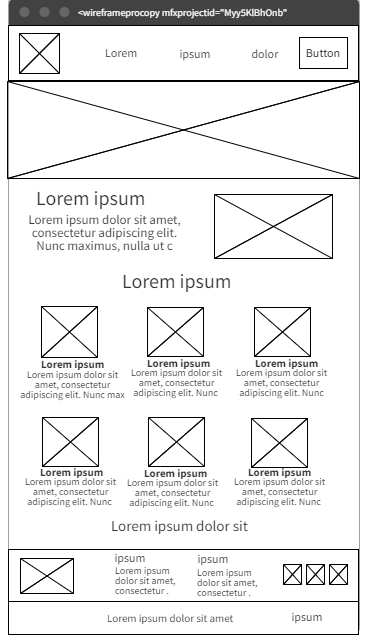 <wireframeprocopy mfxprojectid="Myy5KlBhOnb"
Lorem ipsum dolor Button
Lorem ipsum
Lorem ipsum dolor sit amet,
consectetur adipiscing elit.
Nunc maximus, nulla ut c
Lorem ipsum
Lorem ipsum
Lorem ipsum dolor sit
amet, consectetur
adipiscing elit. Nunc max
Lorem ipsum
Lorem ipsum dolor sit
amet, consectetur
adipiscing elit. Nunc
Lorem ipsum
Lorem ipsum dolor sit
amet, consectetur
adipiscing elit. Nunc
Lorem ipsum
Lorem ipsum dolor sit
amet, consectetur
adipiscing elit. Nunc
Lorem ipsum
Lorem ipsum dolor sit
amet, consectetur
adipiscing elit. Nunc
Lorem ipsum
Lorem ipsum dolor sit
amet, consectetur
adipiscing elit. Nunc
Lorem ipsum dolor sit
ipsum
Lorem ipsum
dolor sit amet,
consectetur .
ipsum
Lorem ipsum
dolor sit amet,
consectetur .
Lorem ipsum dolor sit amet ipsum